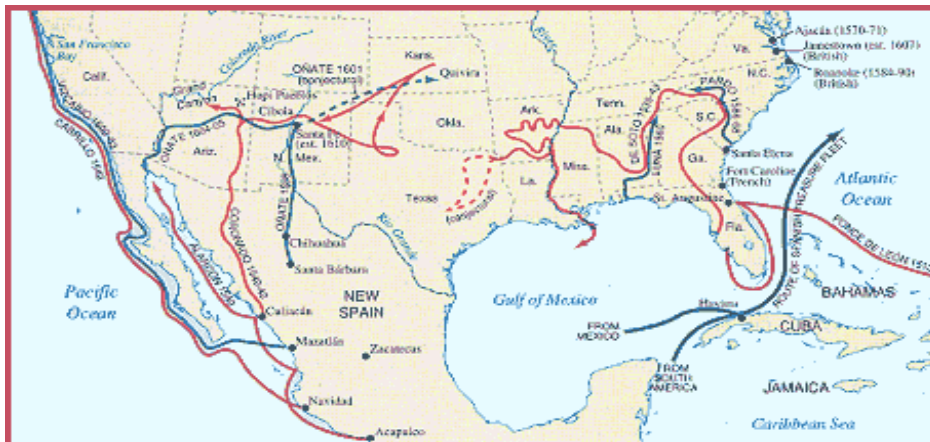 San Francisco
Bay
Calif.
Colorado River
Grand
Canyon
Hopi Pueblos
Cibola
OÑATE 1601
(conjectural)
Kans.
Quivira
Okla.
Santa Fe
(est. 1610)
N. Mex.
Ariz.
OÑATE 1604-05
CABRILLO 1542
ALARCÓN 1540
CORONADO 1540-42
OÑATE 1598
Chihuahua
Santa Bárbara
Texas
(conjectural)
Rio Grande
Ark.
La.
Miss.
Tenn.
Ala.
DE SOTO 1539-43
LUNA 1560
PARDO 1566-68
Va.
N.C.
S.C.
Ga.
Fla.
Ajacán (1570-71)
Jamestown (est. 1607)
(British)
Roanoke (1584-90)
(British)
Santa Elena
Fort Caroline
(French)
St. Augustine
Atlantic
Ocean
PONCE DE LEÓN
ROUTE OF SPANISH TREASURE FLEET
BAHAMAS
Havana
CUBA
JAMAICA
Caribbean Sea
Gulf of Mexico
FROM
MEXICO
FROM
SOUTH
AMERICA
Pacific
Ocean
NEW
SPAIN
Culiacán
Mazatlán
Zacatecas
Navidad
Acapulco